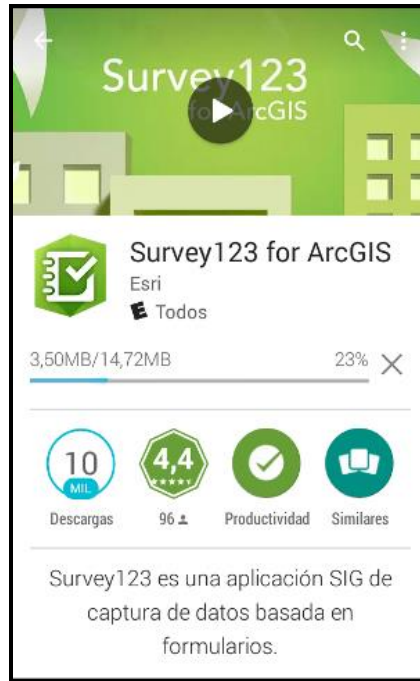 Survey123
for ArcGIS
Survey123 for ArcGIS
Esri
E Todos
3,50MB/14,72MB 23%
10
MIL
4,4
Descargas 96 Productividad Similares
Survey123 es una aplicación SIG de
captura de datos basada en
formularios.